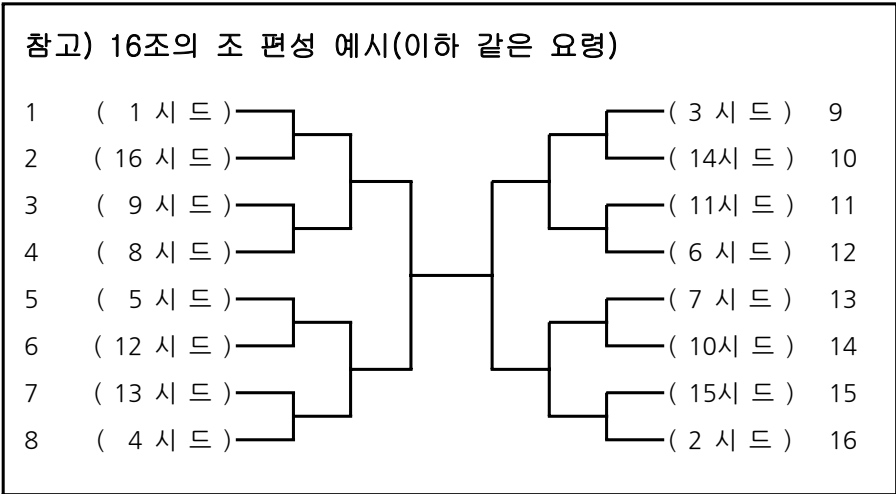 참고) 16조의 조 편성 예시(이하 같은 요령)
1 ( 1 시 드 ) ( 3 시 드 ) 9
2 ( 16 시 드 ) ( 14시 드 ) 10
3 ( 9 시 드 ) ( 11시 드 ) 11
4 ( 8 시 드 ) ( 6 시 드 ) 12
5 ( 5 시 드 ) ( 7 시 드 ) 13
6 ( 12 시 드 ) ( 10시 드 ) 14
7 ( 13 시 드 ) ( 15시 드 ) 15
8 ( 4 시 드 ) ( 2 시 드 ) 16